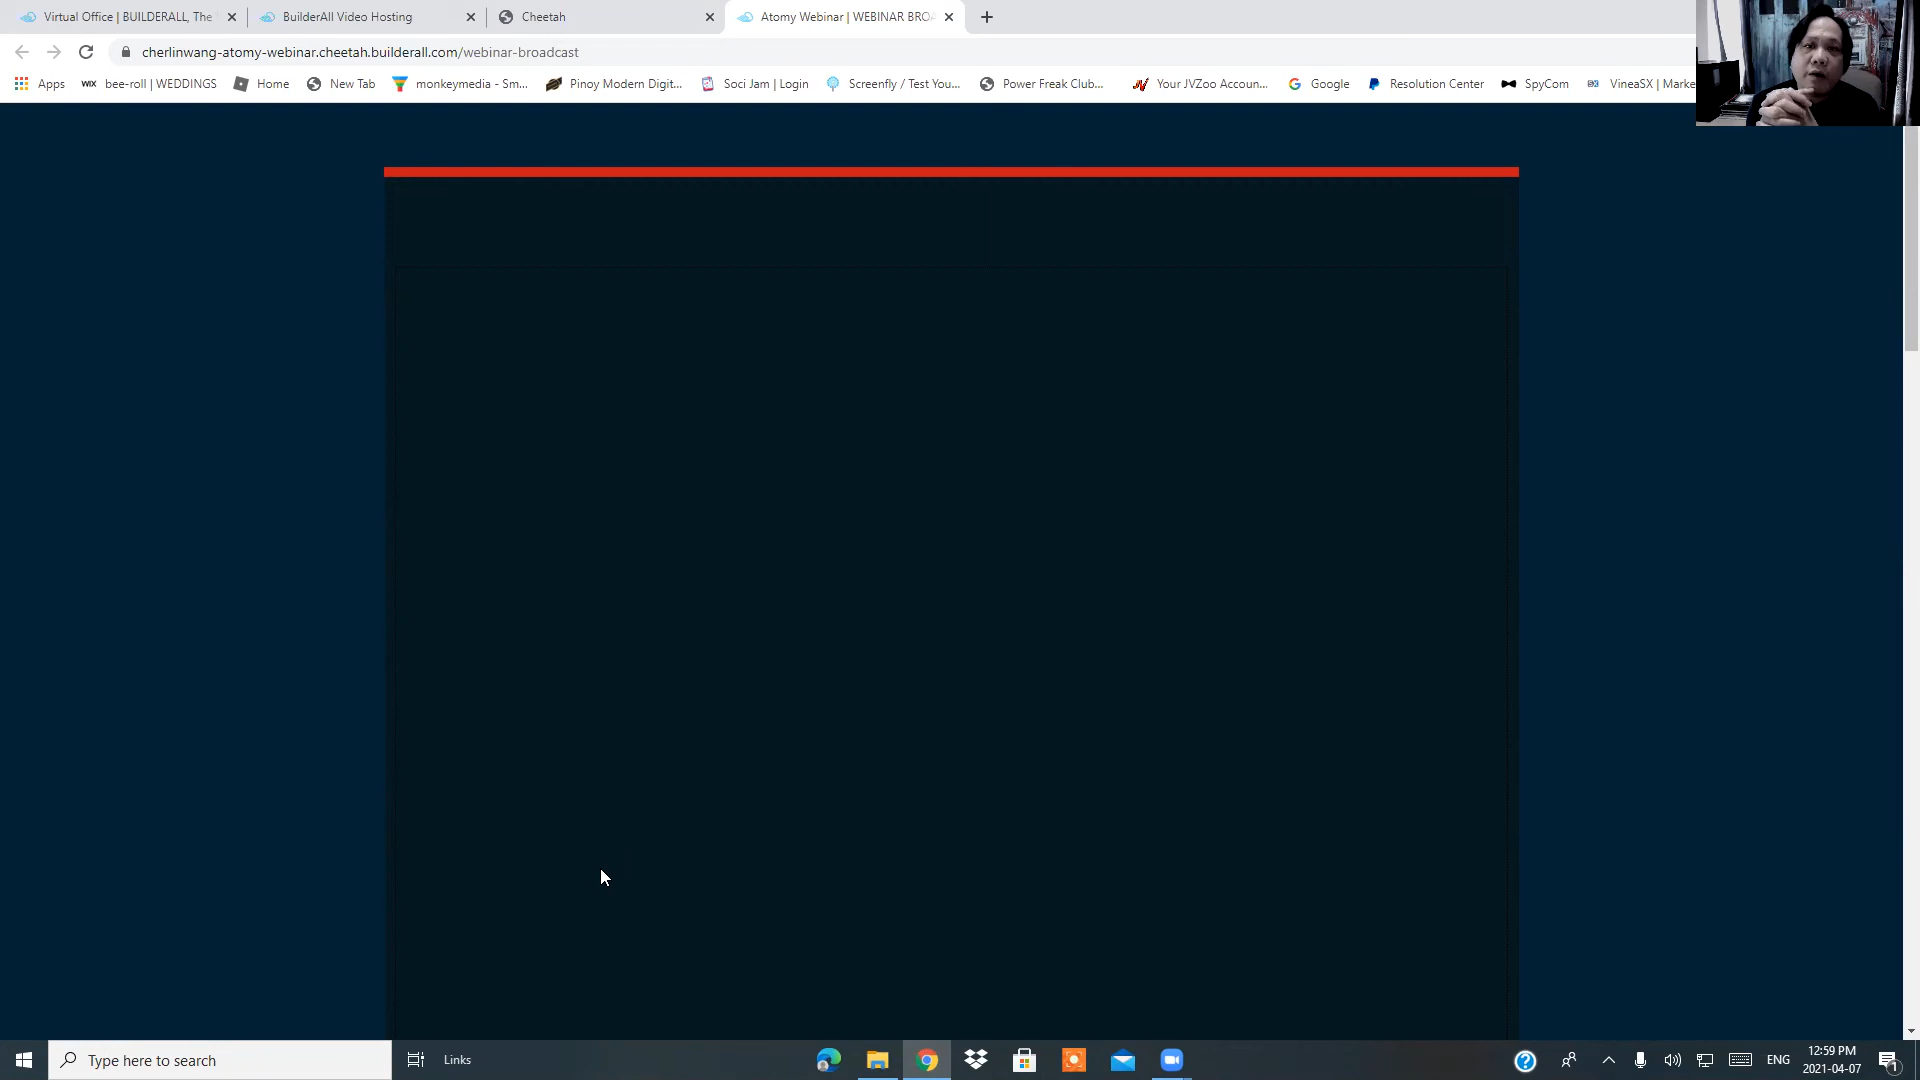 Virtual Office | BUILDERALL, The
BuilderAll Video Hosting
Cheetah
Atomy Webinar | WEBINAR BRO
cherlinwang-atomy-webinar.cheetah.builderall.com/webinar-broadcast
Apps
WIX bee-roll | WEDDINGS
Home
New Tab
monkeymedia - Sm...
Pinoy Modern Digit...
Soci Jam | Login
Screenfly / Test You...
Power Freak Club...
Your JVZoo Accoun...
Google
Resolution Center
SpyCom
VineaSX | Marke
Type here to search
Links
ENG
12:59 PM
2021-04-07
1